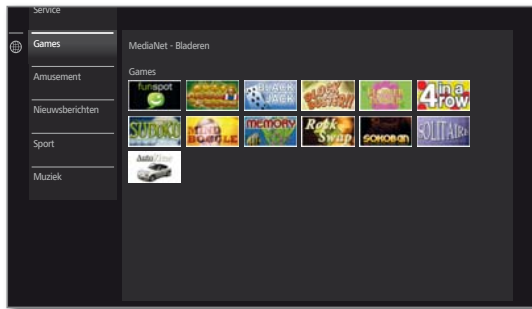 Service
Games
Amusement
Nieuwsberichten
Sport
Muziek
MediaNet - Bladeren
Games
funspot
BLACK JACK
4 in a row
SUDOKU
MIND BOGGLE
MEMORY
Rock Swap
SOKOBAN
SOLITAIRE